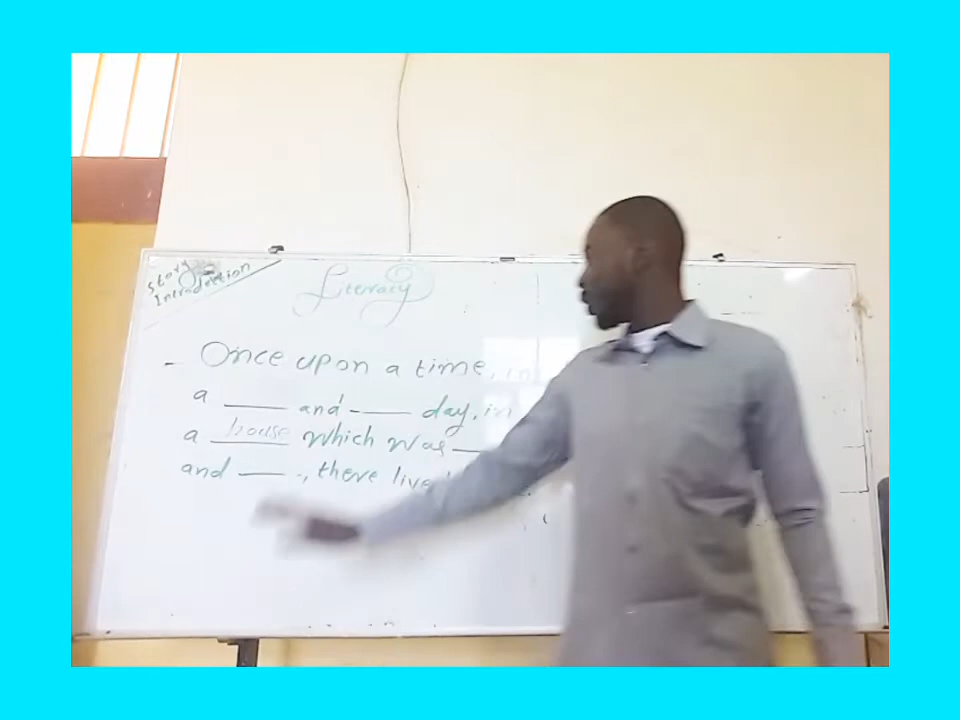 Story
Introduction
Literacy
- Once upon a time, in
a ____ and ____ day, in
a house which was ____
and ____, there live